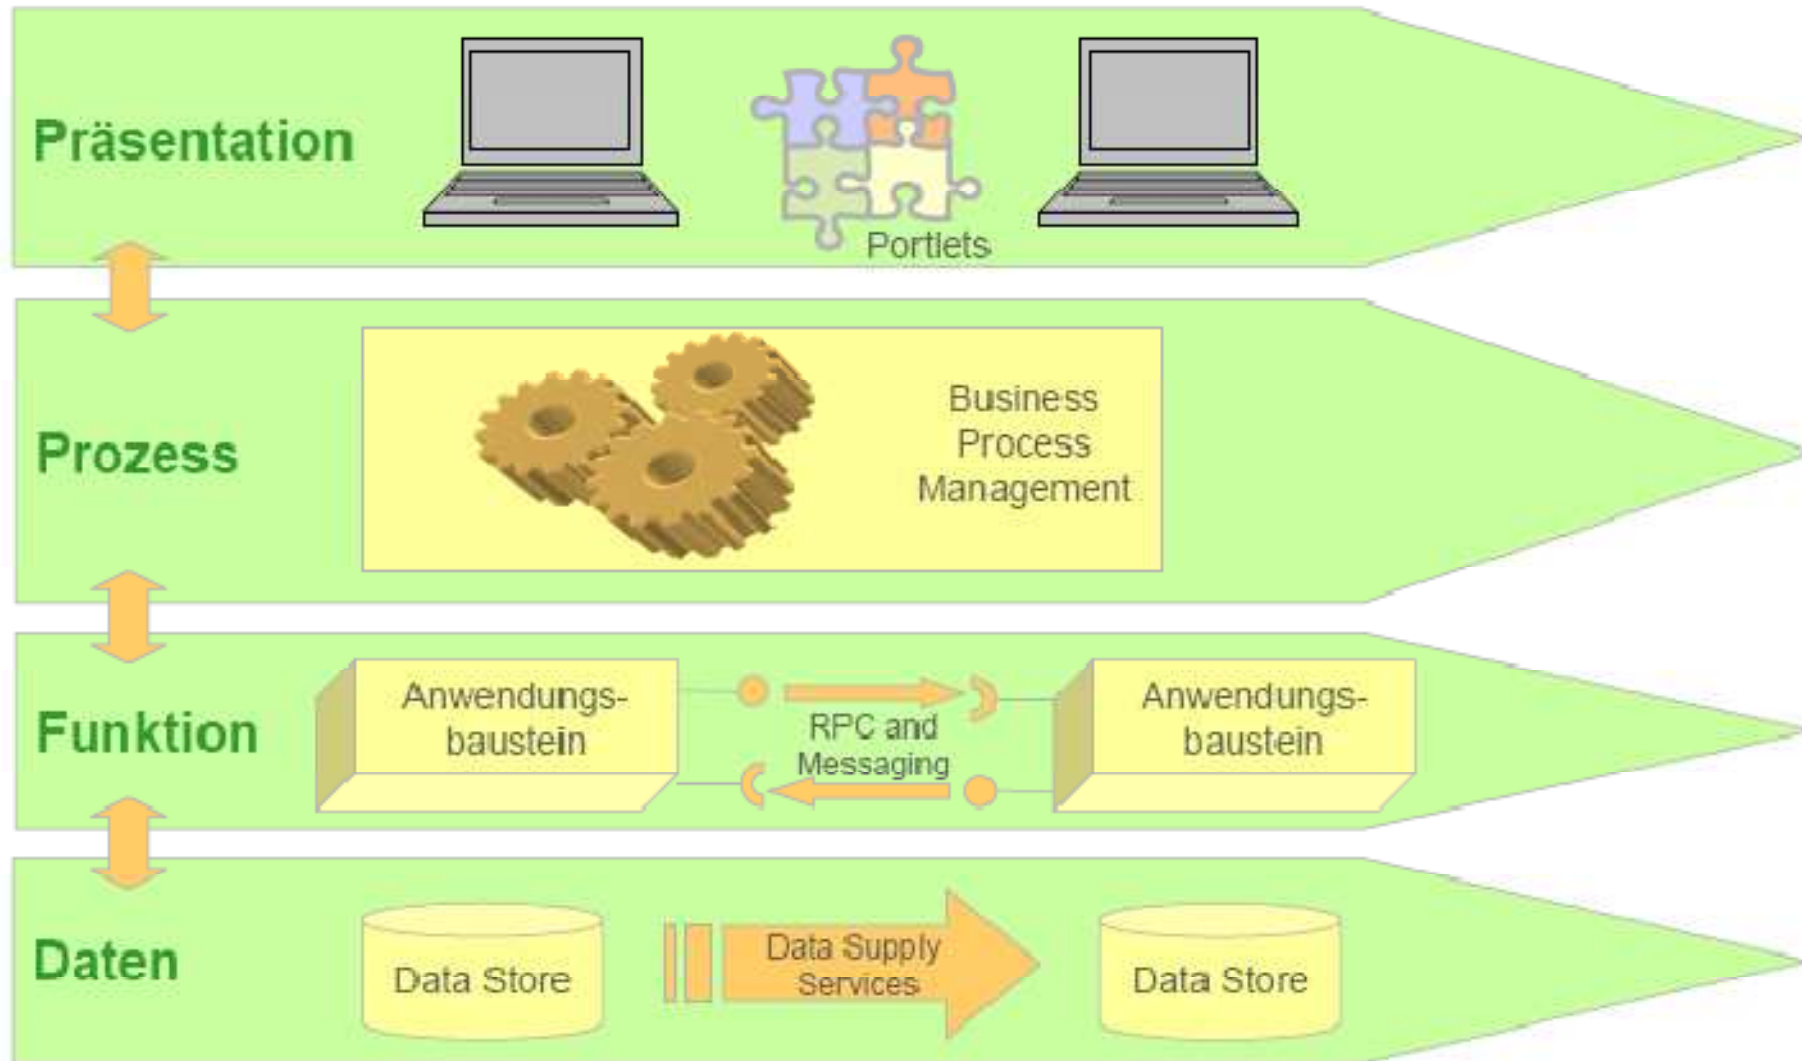 Präsentation
Portlets
Prozess
Business
Process
Management
Funktion
Anwendungs-
baustein
RPC and
Messaging
Anwendungs-
baustein
Daten
Data Store
Data Supply
Services
Data Store